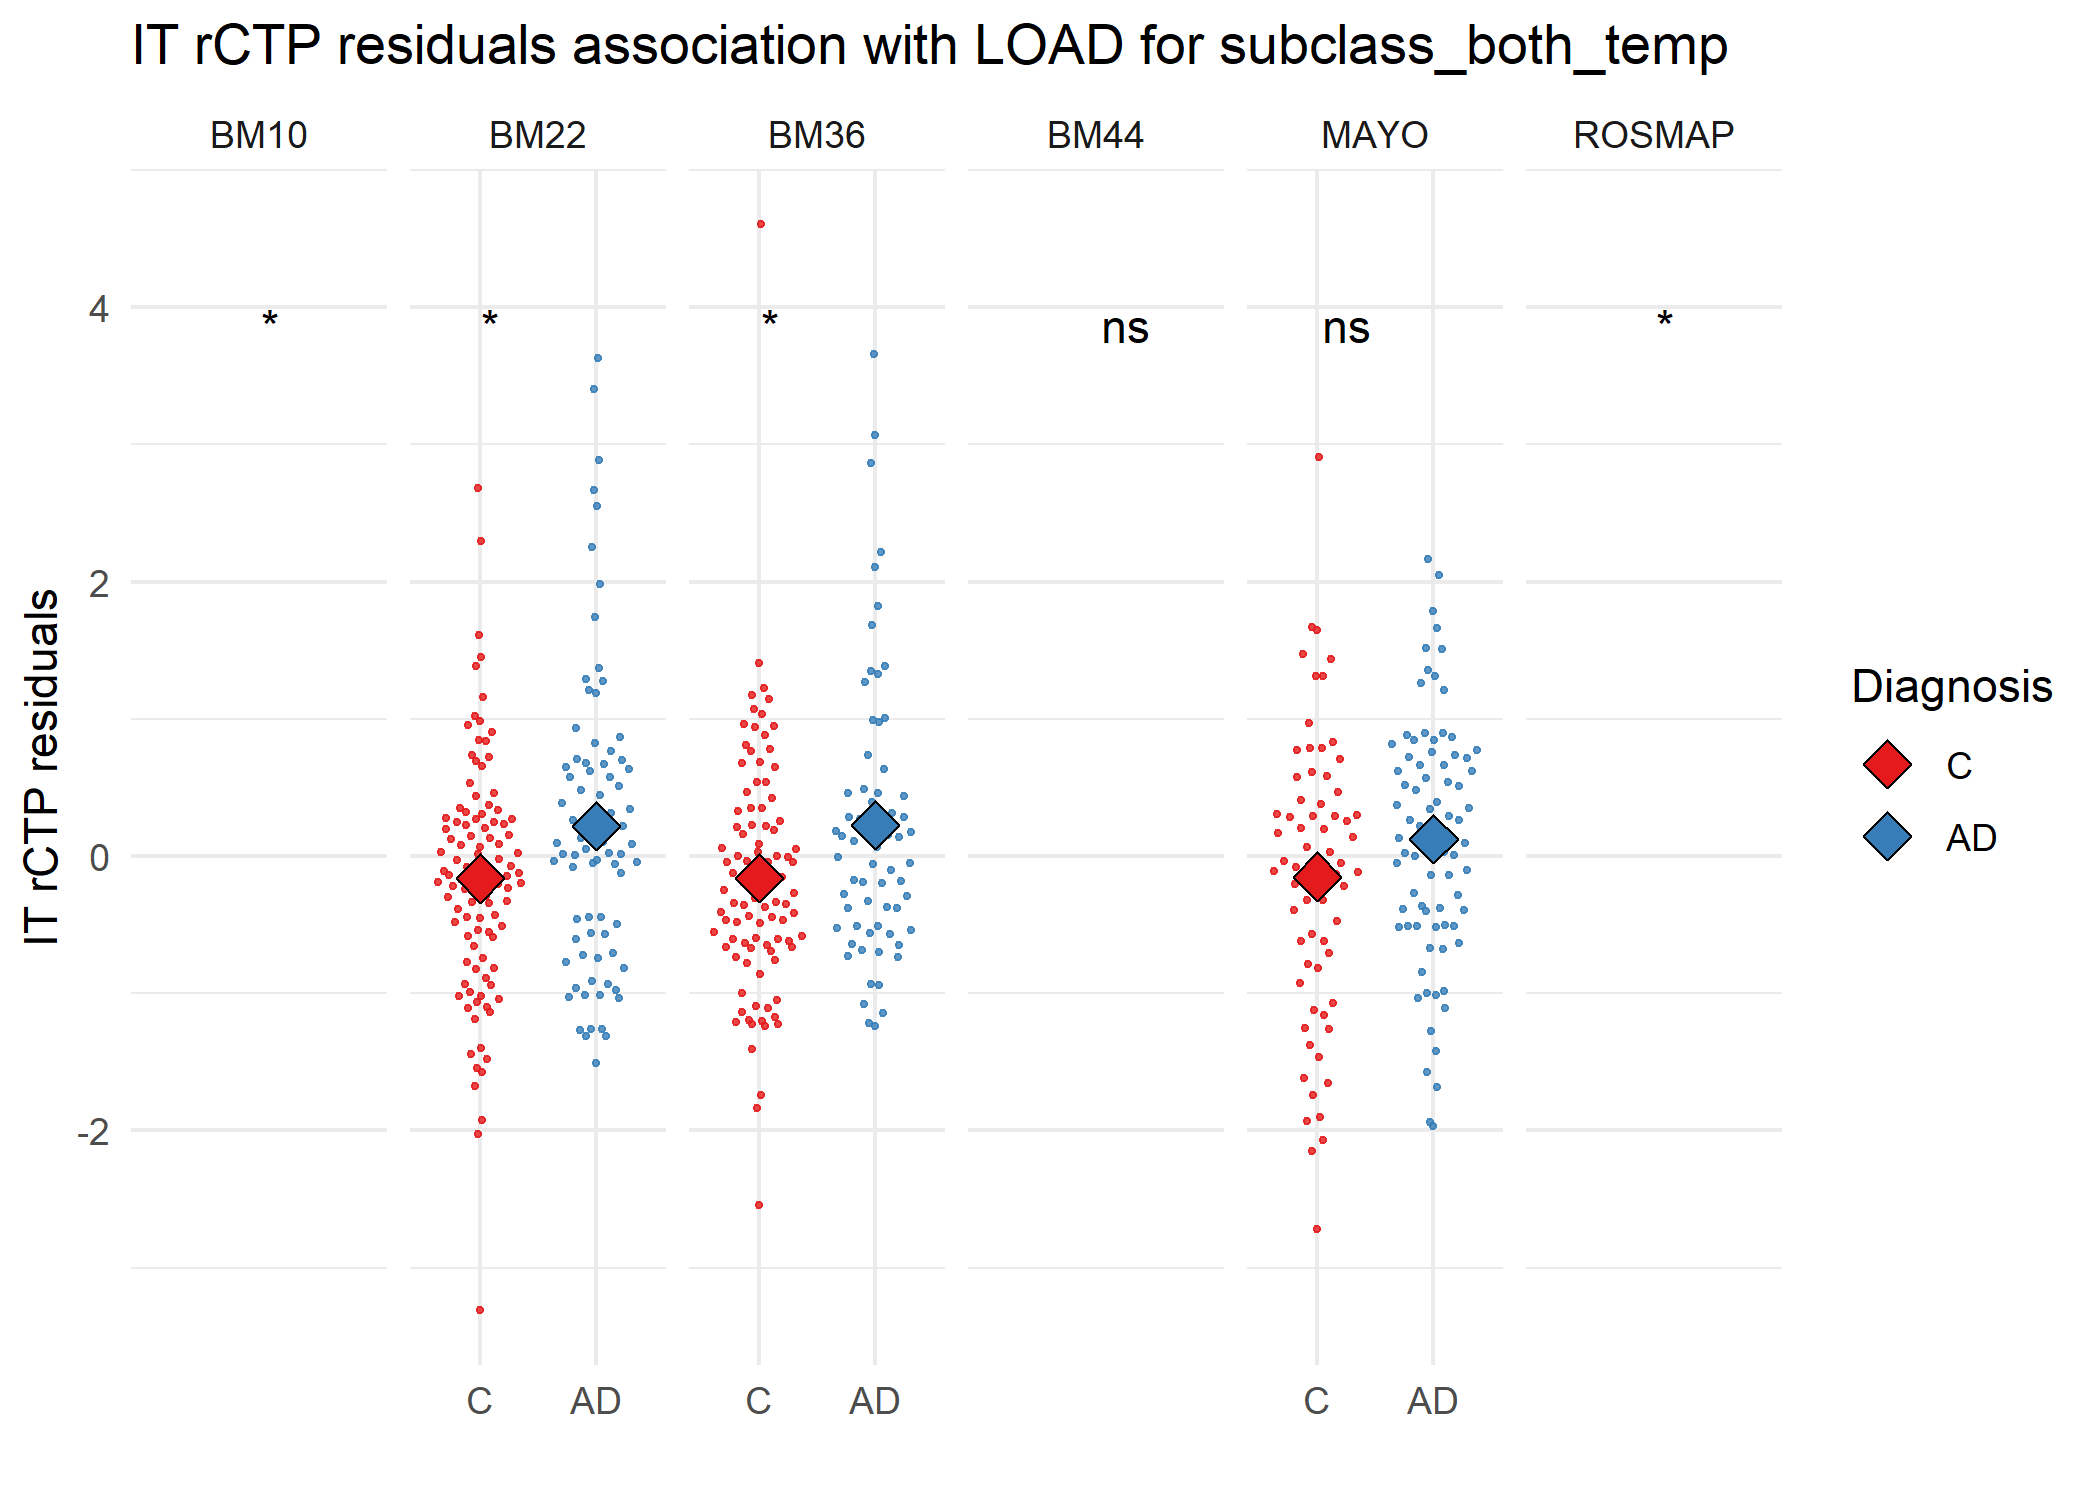 IT rCTP residuals association with LOAD for subclass_both_temp
BM10 BM22 BM36 BM44 MAYO ROSMAP
4
* * * ns ns *
2
0
-2
IT rCTP residuals
C AD C AD C AD
Diagnosis
C
AD